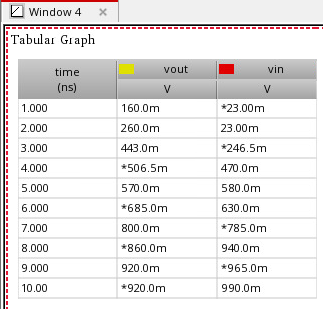 Window 4
Tabular Graph
time (ns) vout vin
V V
1.000 160.0m *23.00m
2.000 260.0m 23.00m
3.000 443.0m *246.5m
4.000 *506.5m 470.0m
5.000 570.0m 580.0m
6.000 *685.0m 630.0m
7.000 800.0m *785.0m
8.000 *860.0m 940.0m
9.000 920.0m *965.0m
10.00 *920.0m 990.0m